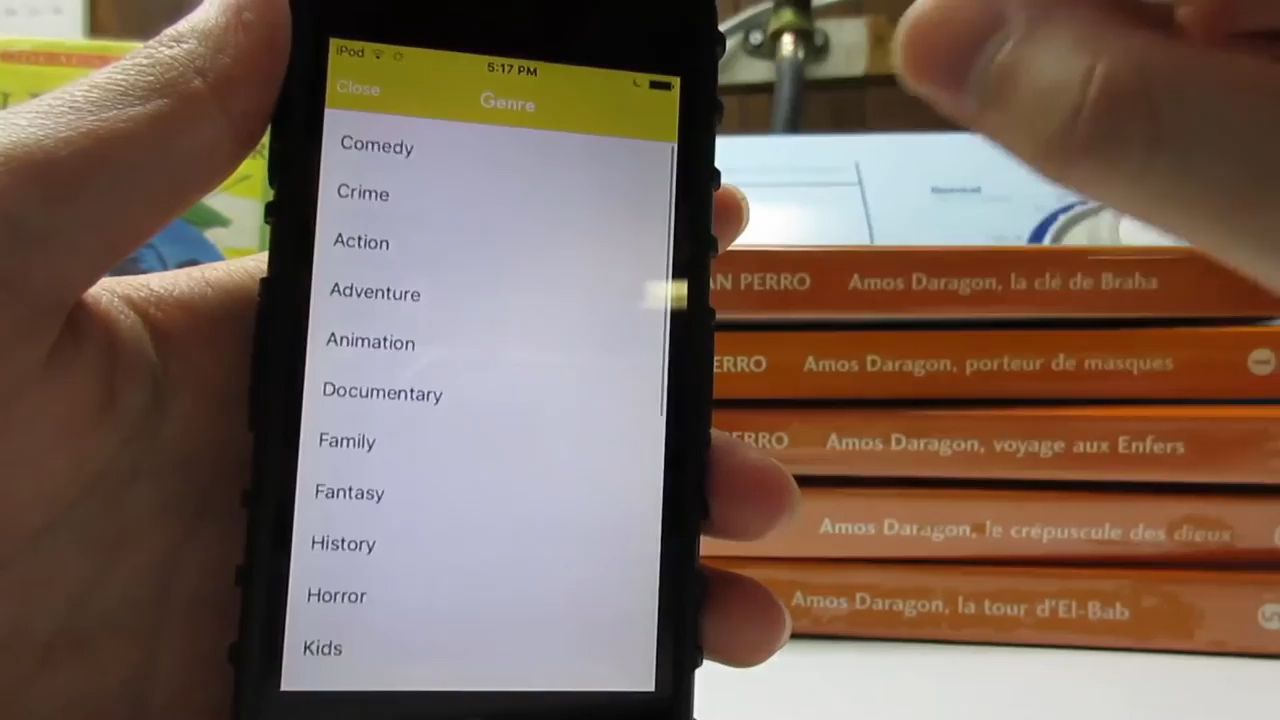 iPod
5:17 PM
Close
Genre
Comedy
Crime
Action
Adventure
Animation
Documentary
Family
Fantasy
History
Horror
Kids
AN PERRO Amos Daragon, la clé de Braha
ERRO Amos Daragon, porteur de masques
PERRO Amos Daragon, voyage aux Enfers
Amos Daragon, le crépuscule des dieux
Amos Daragon, la tour d'El-Bab